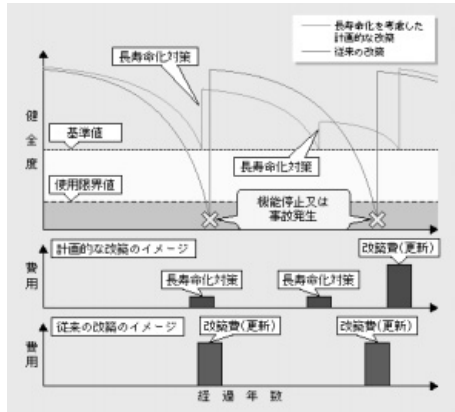 長寿命化を考慮した
計画的な改築
従来の改築
長寿命化対策
健全度
基準値
長寿命化対策
使用限界値
機能停止又は
事故発生
計画的な改築のイメージ
改築費(更新)
費用
長寿命化対策
長寿命化対策
従来の改築のイメージ
改築費(更新)
改築費(更新)
費用
経過年数